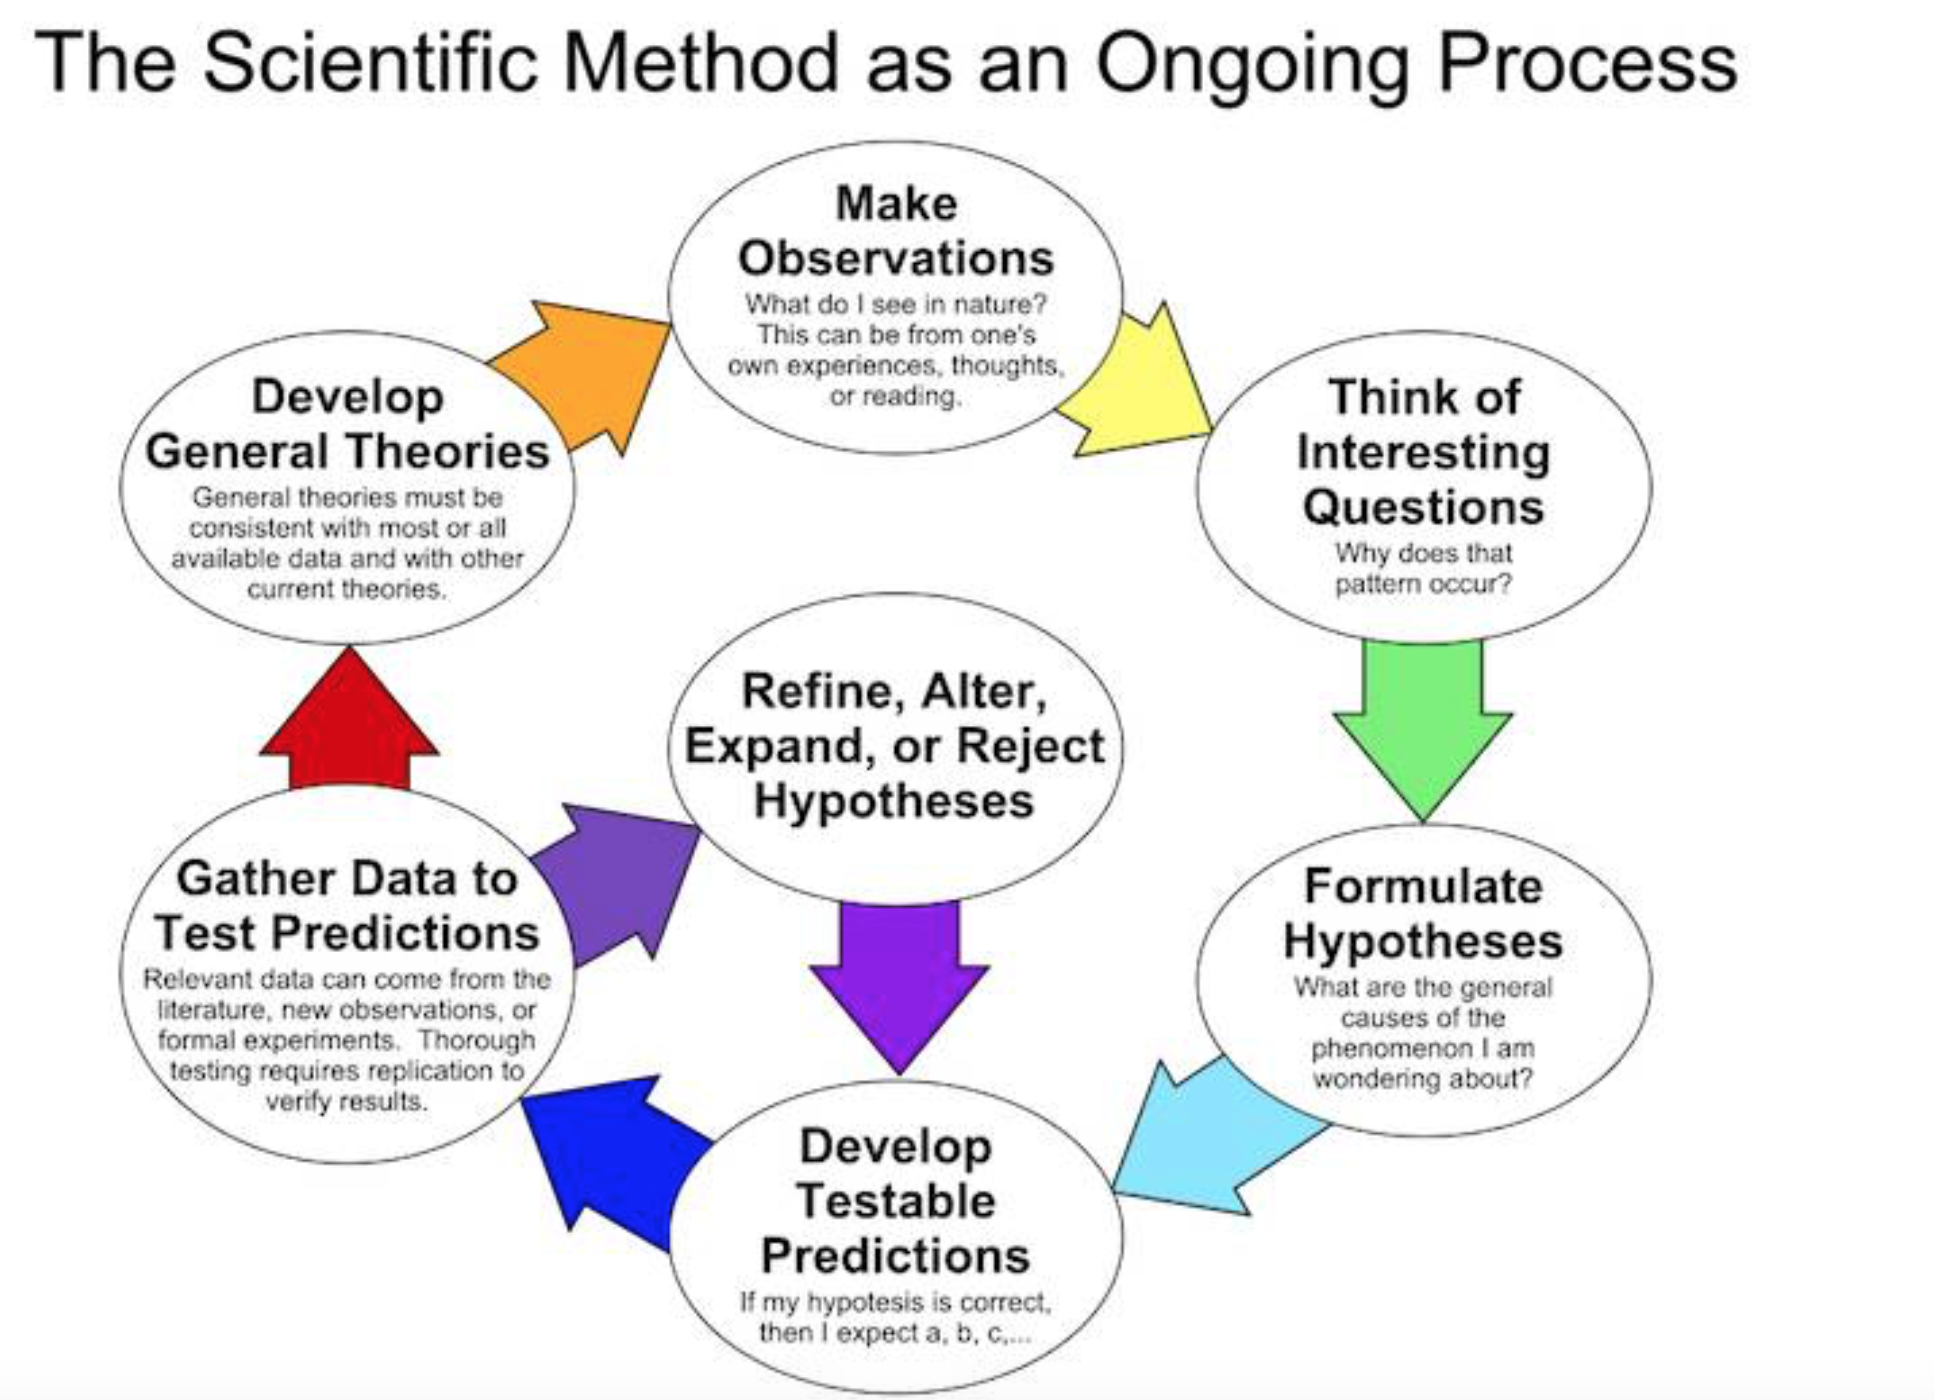 The Scientific Method as an Ongoing Process
Make
Observations
What do I see in nature?
This can be from one's
own experiences, thoughts,
or reading.
Think of
Interesting
Questions
Why does that
pattern occur?
Formulate
Hypotheses
What are the general
causes of the
phenomenon I am
wondering about?
Develop
Testable
Predictions
If my hypotesis is correct,
then I expect a, b, c,...
Gather Data to
Test Predictions
Relevant data can come from the
literature, new observations, or
formal experiments.  Thorough
testing requires replication to
verify results.
Refine, Alter,
Expand, or Reject
Hypotheses
Develop
General Theories
General theories must be
consistent with most or all
available data and with other
current theories.